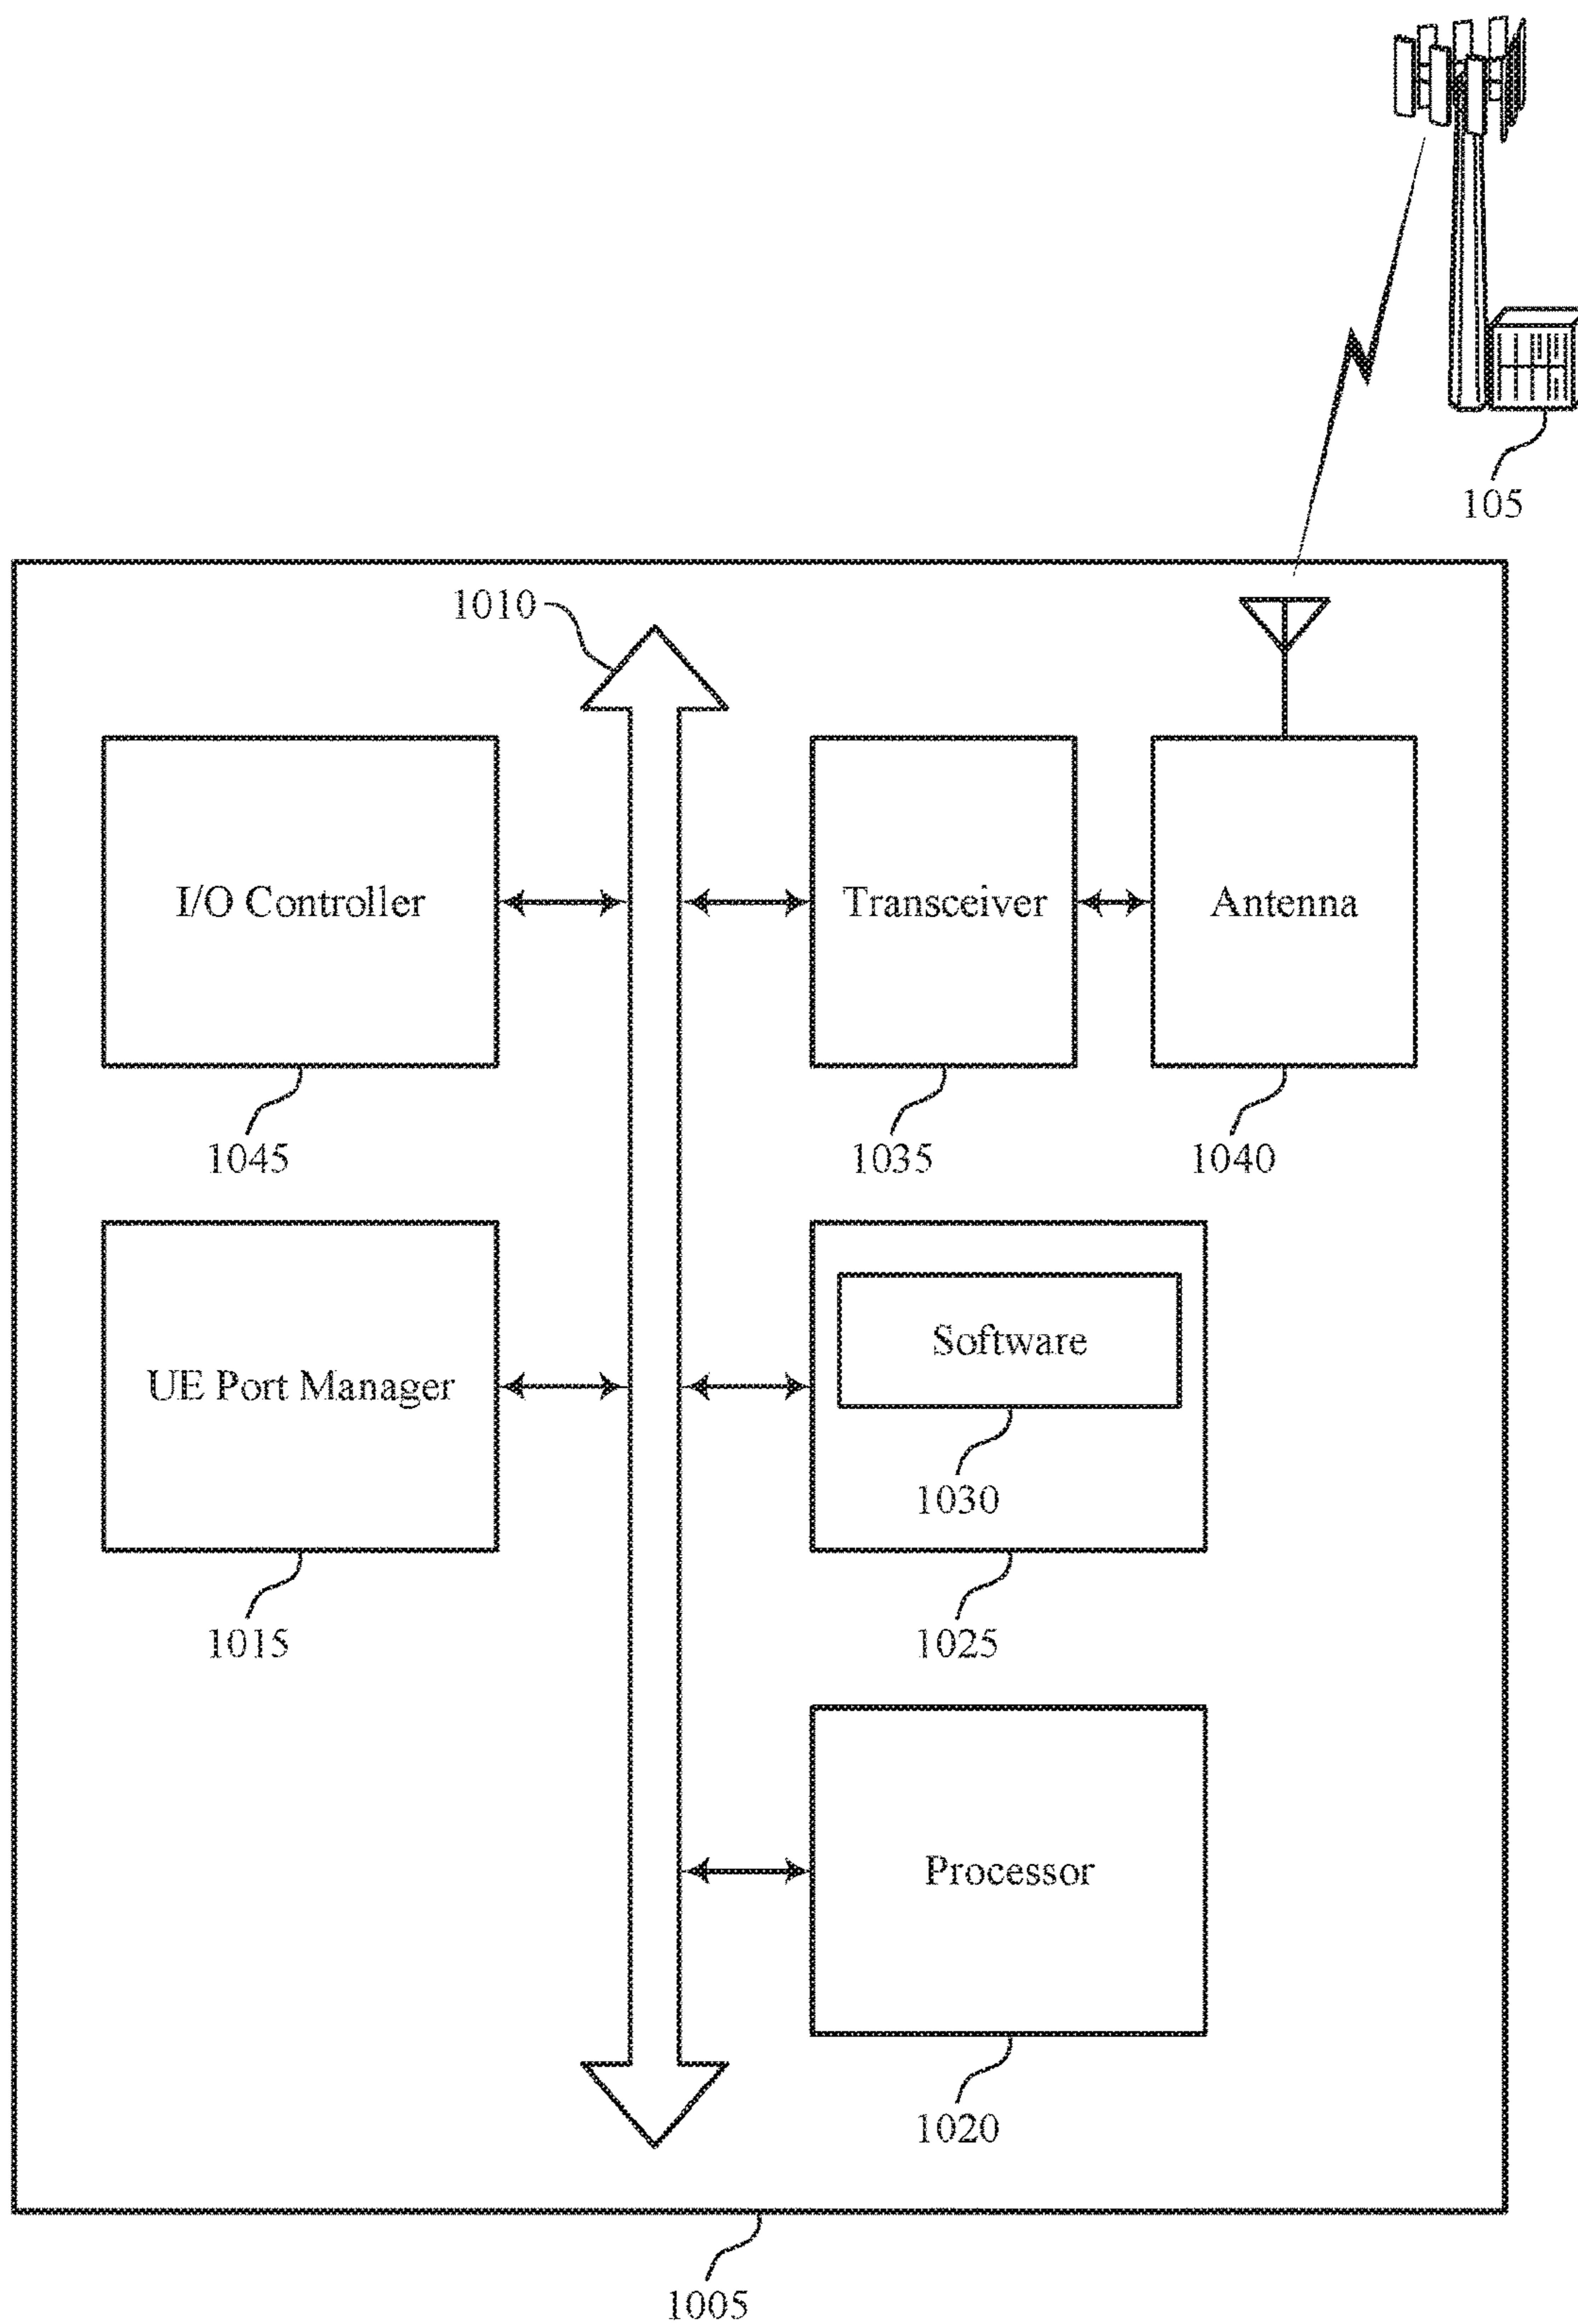 105
1010
I/O Controller
Transceiver
Antenna
1045
1035
1040
Software
UE Port Manager
1030
1015
1025
Processor
1020
1005